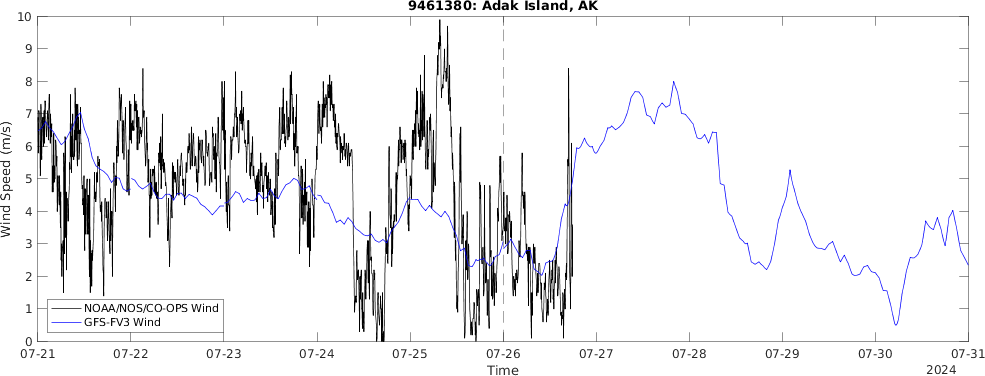 9461380: Adak Island, AK
10
9
8
7
6
5
4
3
2
1
0
Wind Speed (m/s)
NOAA/NOS/CO-OPS Wind
GFS-FV3 Wind
07-21 07-22 07-23 07-24 07-25 07-26 07-27 07-28 07-29 07-30 07-31
Time
2024